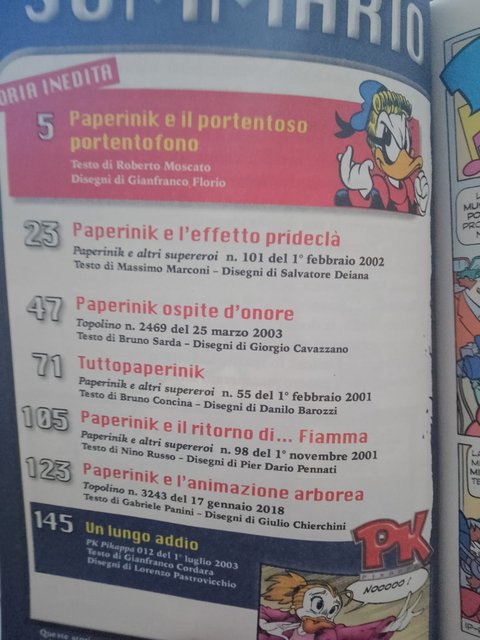 SOMMARIO
STORIA INEDITA
5 Paperinik e il portentoso
portentofono
Testo di Roberto Moscato
Disegni di Gianfranco Florio
23 Paperinik e l'effetto prideclà
Paperinik e altri supereroi n. 101 del 1° febbraio 2002
Testo di Massimo Marconi - Disegni di Salvatore Deiana
47 Paperinik ospite d'onore
Topolino n. 2469 del 25 marzo 2003
Testo di Bruno Sarda - Disegni di Giorgio Cavazzano
71 Tuttopaperinik
Paperinik e altri supereroi n. 55 del 1° febbraio 2001
Testo di Bruno Concina - Disegni di Danilo Barozzi
105 Paperinik e il ritorno di... Fiamma
Paperinik e altri supereroi n. 98 del 1° novembre 2001
Testo di Nino Russo - Disegni di Pier Dario Pennati
123 Paperinik e l'animazione arborea
Topolino n. 3243 del 17 gennaio 2018
Testo di Gabriele Panini - Disegni di Giulio Chierchini
145 Un lungo addio
PK Pikappa 012 del 1° luglio 2003
Testo di Gianfranco Cordara
Disegni di Lorenzo Pastrovicchio
PK
PIKAPPA
NOOOOO!
Queste stori